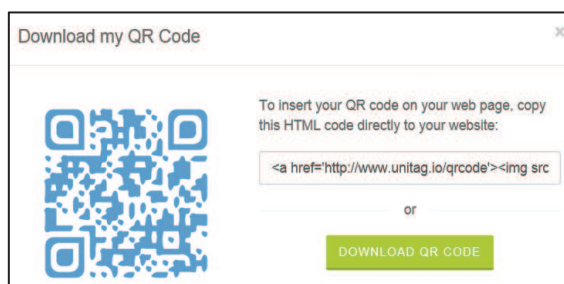 Download my QR Code
×
To insert your QR code on your web page, copy
this HTML code directly to your website:
<a href='http://www.unitag.io/qrcode'><img src
or
DOWNLOAD QR CODE